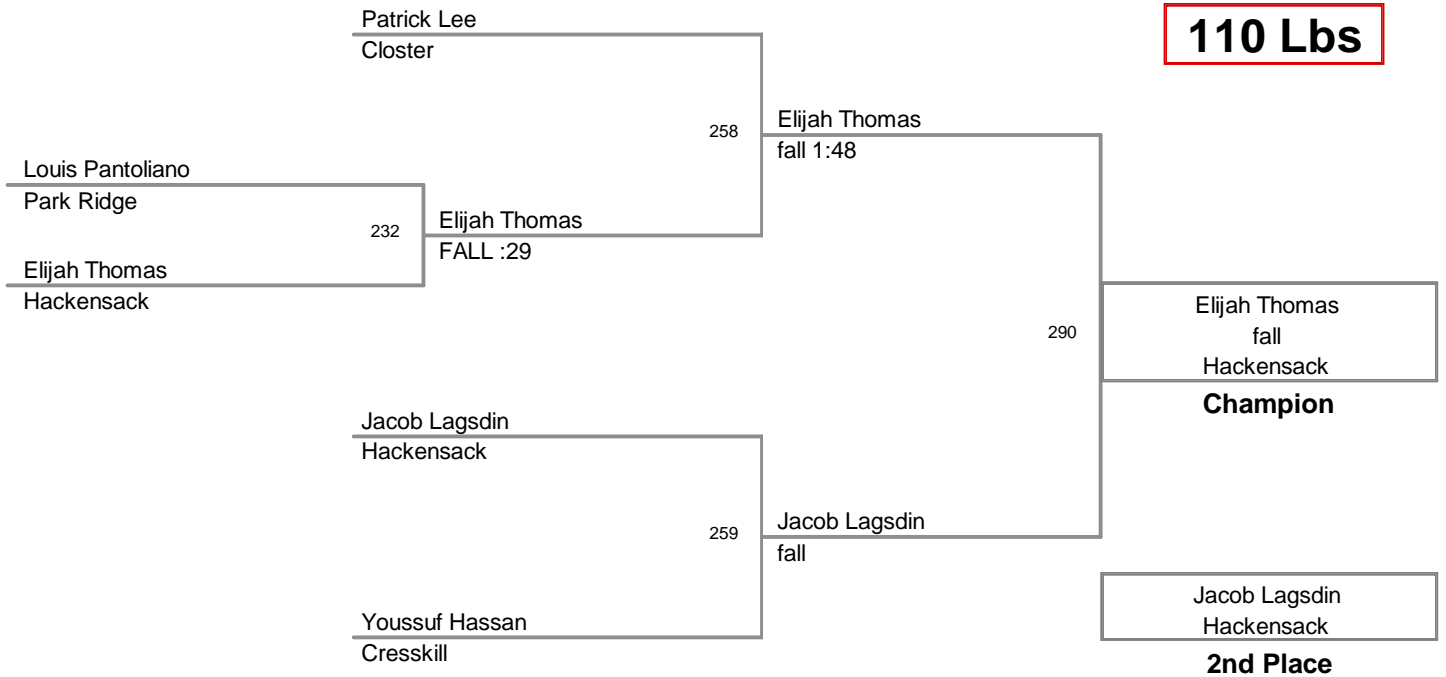 Patrick Lee
Closter
110 Lbs
258
Elijah Thomas
fall 1:48
Louis Pantoliano
Park Ridge
232
Elijah Thomas
FALL :29
Elijah Thomas
Hackensack
290
Elijah Thomas
fall
Hackensack
Champion
Jacob Lagsdin
Hackensack
259
Jacob Lagsdin
fall
Youssuf Hassan
Cresskill
Jacob Lagsdin
Hackensack
2nd Place